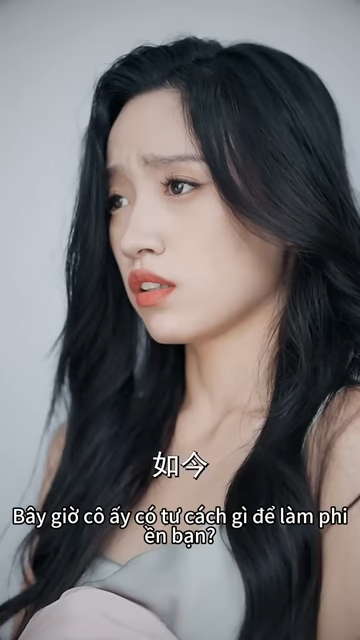 如今
Bây giờ cô ấy có tư cách gì để làm phi
ền bạn?